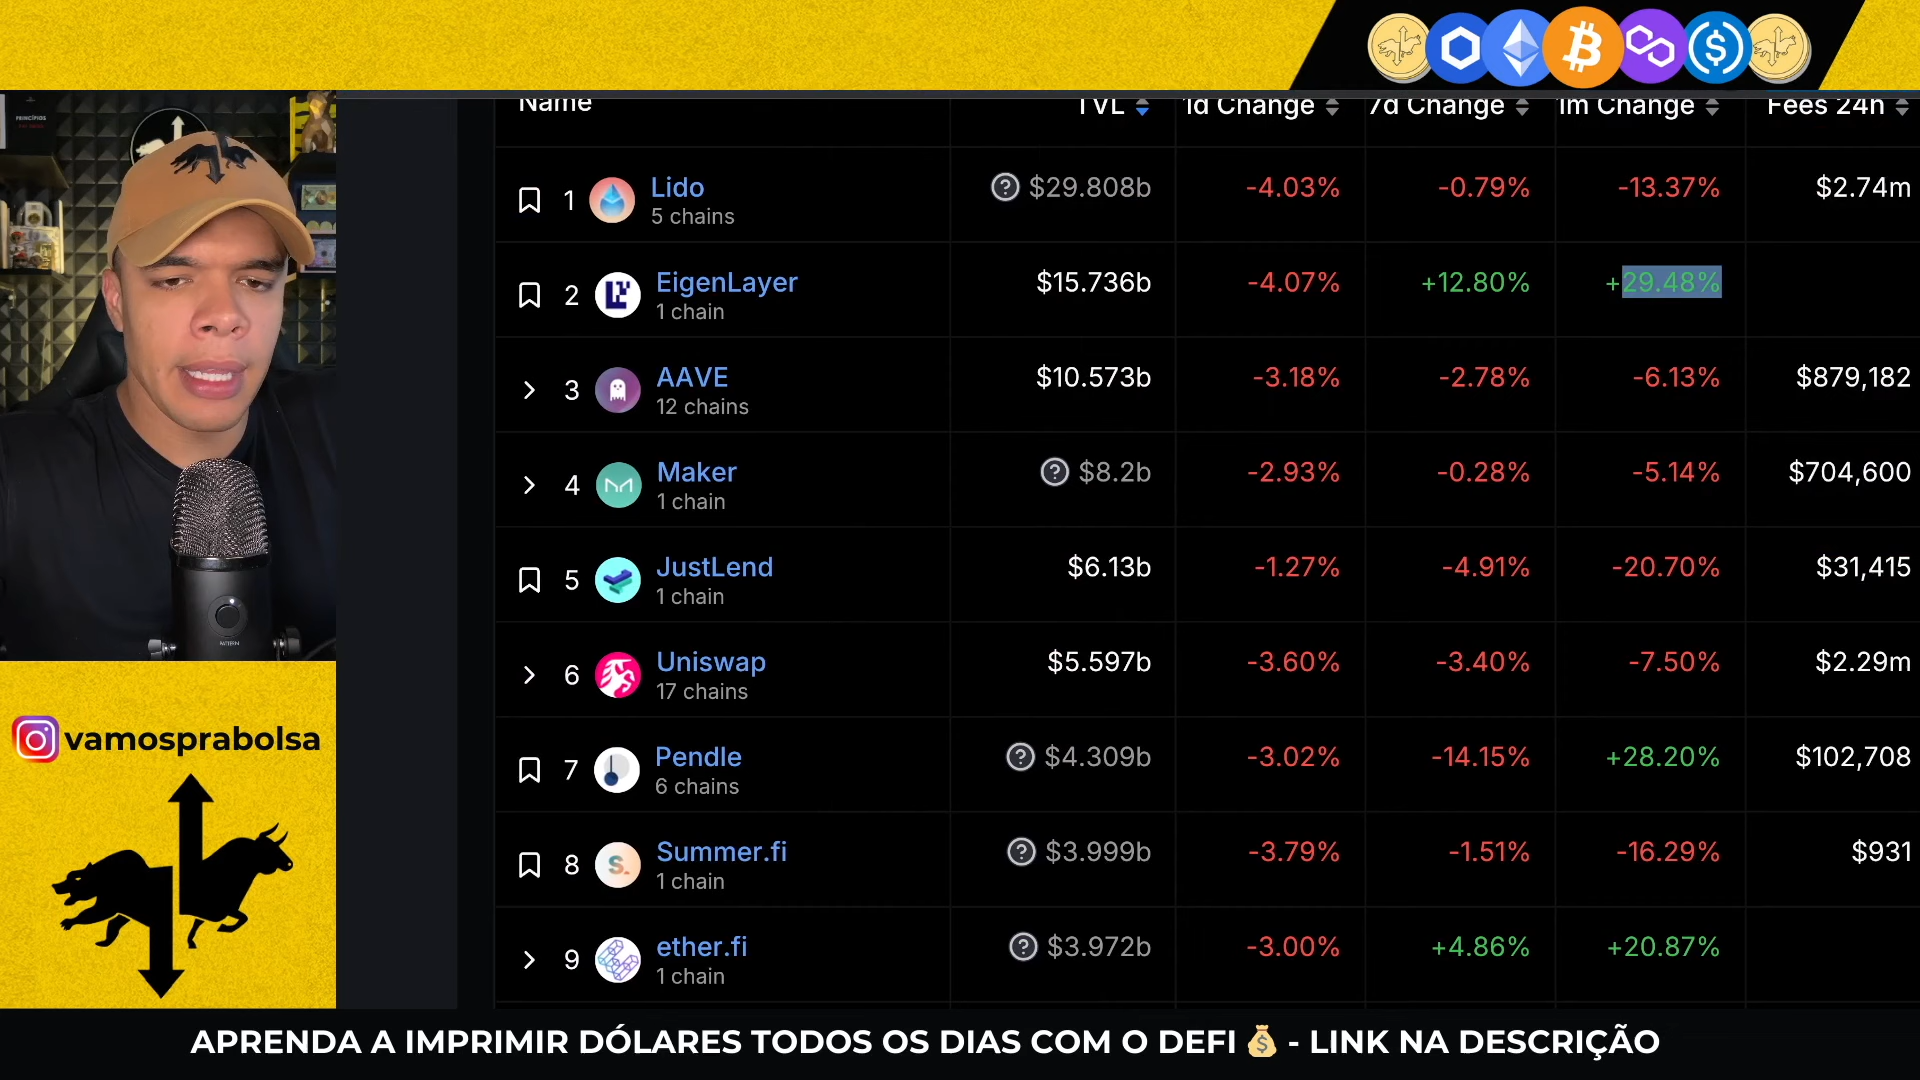 Name TVL 1d Change 7d Change 1m Change Fees 24h
1 Lido $29.808b -4.03% -0.79% -13.37% $2.74m
5 chains
2 EigenLayer $15.736b -4.07% +12.80% +29.48%
1 chain
3 AAVE $10.573b -3.18% -2.78% -6.13% $879,182
12 chains
4 Maker $8.2b -2.93% -0.28% -5.14% $704,600
1 chain
5 JustLend $6.13b -1.27% -4.91% -20.70% $31,415
1 chain
6 Uniswap $5.597b -3.60% -3.40% -7.50% $2.29m
17 chains
7 Pendle $4.309b -3.02% -14.15% +28.20% $102,708
6 chains
8 Summer.fi $3.999b -3.79% -1.51% -16.29% $931
1 chain
9 ether.fi $3.972b -3.00% +4.86% +20.87%
1 chain
PRINCÍPIOS
vamosprabolsa
APRENDA A IMPRIMIR DÓLARES TODOS OS DIAS COM O DEFI 💰 - LINK NA DESCRIÇÃO